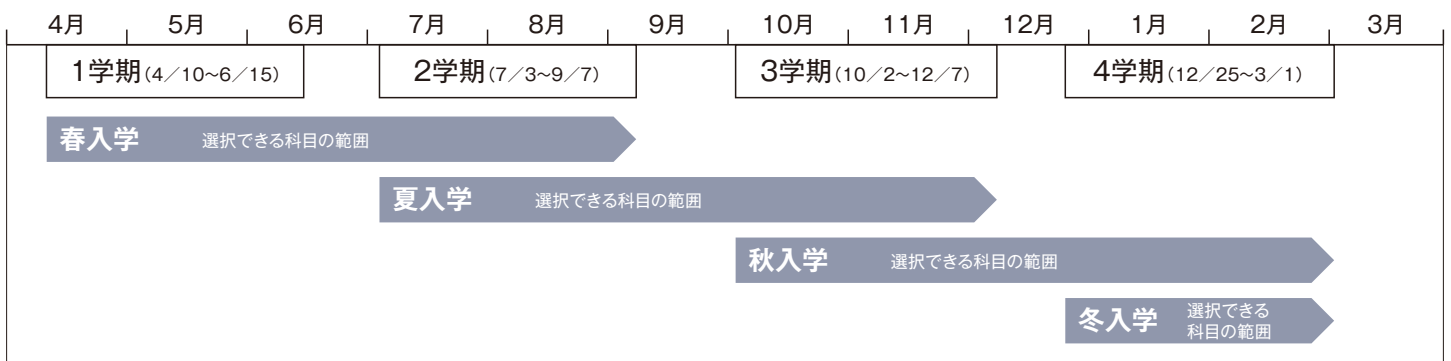 4月 5月 6月 7月 8月 9月 10月 11月 12月 1月 2月 3月
1学期(4／10~6／15) 2学期(7／3~9／7) 3学期(10／2~12／7) 4学期(12／25~3／1)
春入学 選択できる科目の範囲
夏入学 選択できる科目の範囲
秋入学 選択できる科目の範囲
冬入学 選択できる
科目の範囲